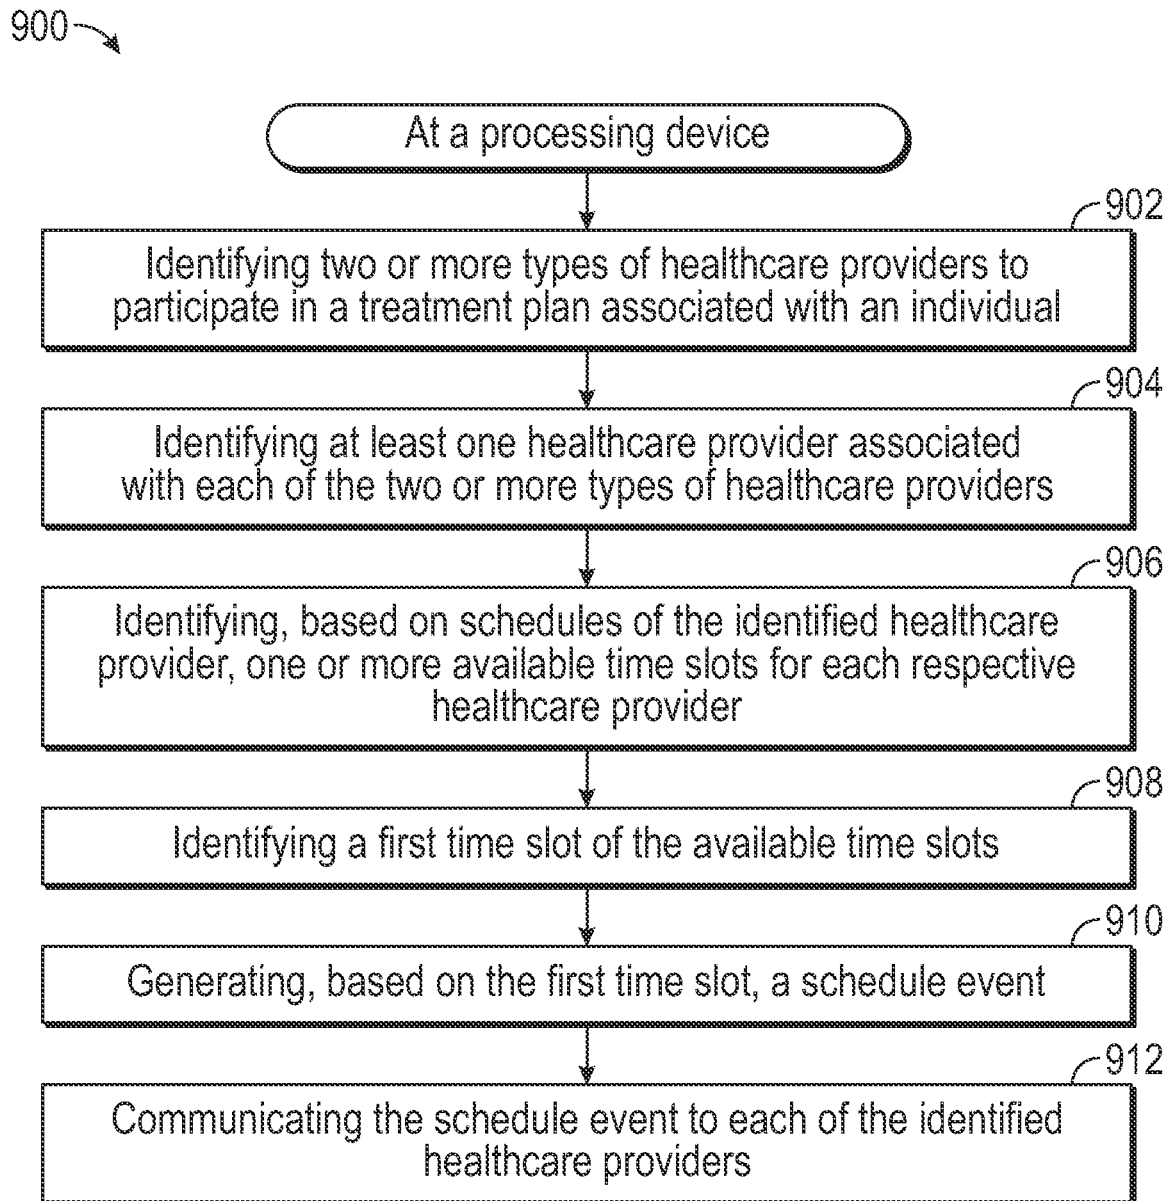 900
At a processing device
902
Identifying two or more types of healthcare providers to
participate in a treatment plan associated with an individual
904
Identifying at least one healthcare provider associated
with each of the two or more types of healthcare providers
906
Identifying, based on schedules of the identified healthcare
provider, one or more available time slots for each respective
healthcare provider
908
Identifying a first time slot of the available time slots
910
Generating, based on the first time slot, a schedule event
912
Communicating the schedule event to each of the identified
healthcare providers